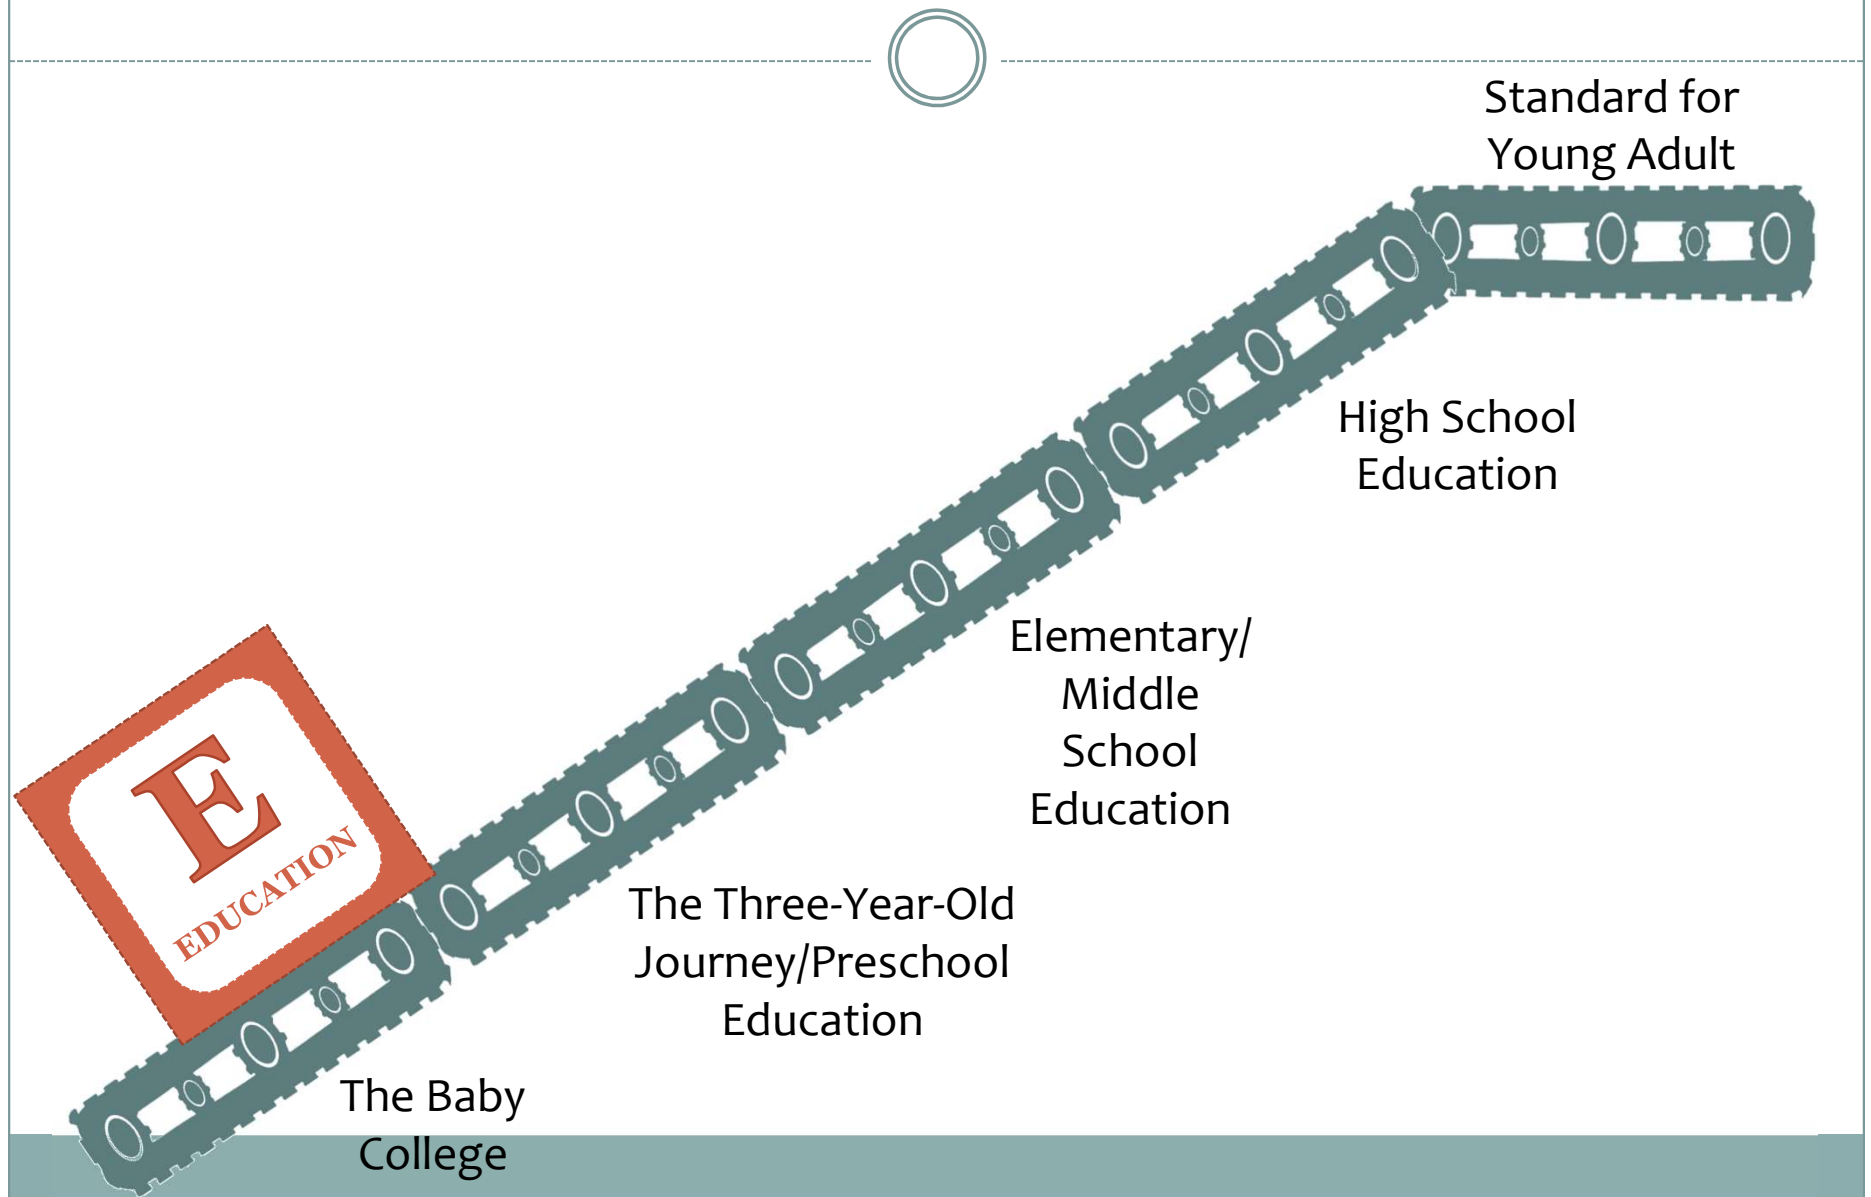 Standard for
Young Adult
High School
Education
Elementary/
Middle
School
Education
E
EDUCATION
The Three-Year-Old
Journey/Preschool
Education
The Baby
College